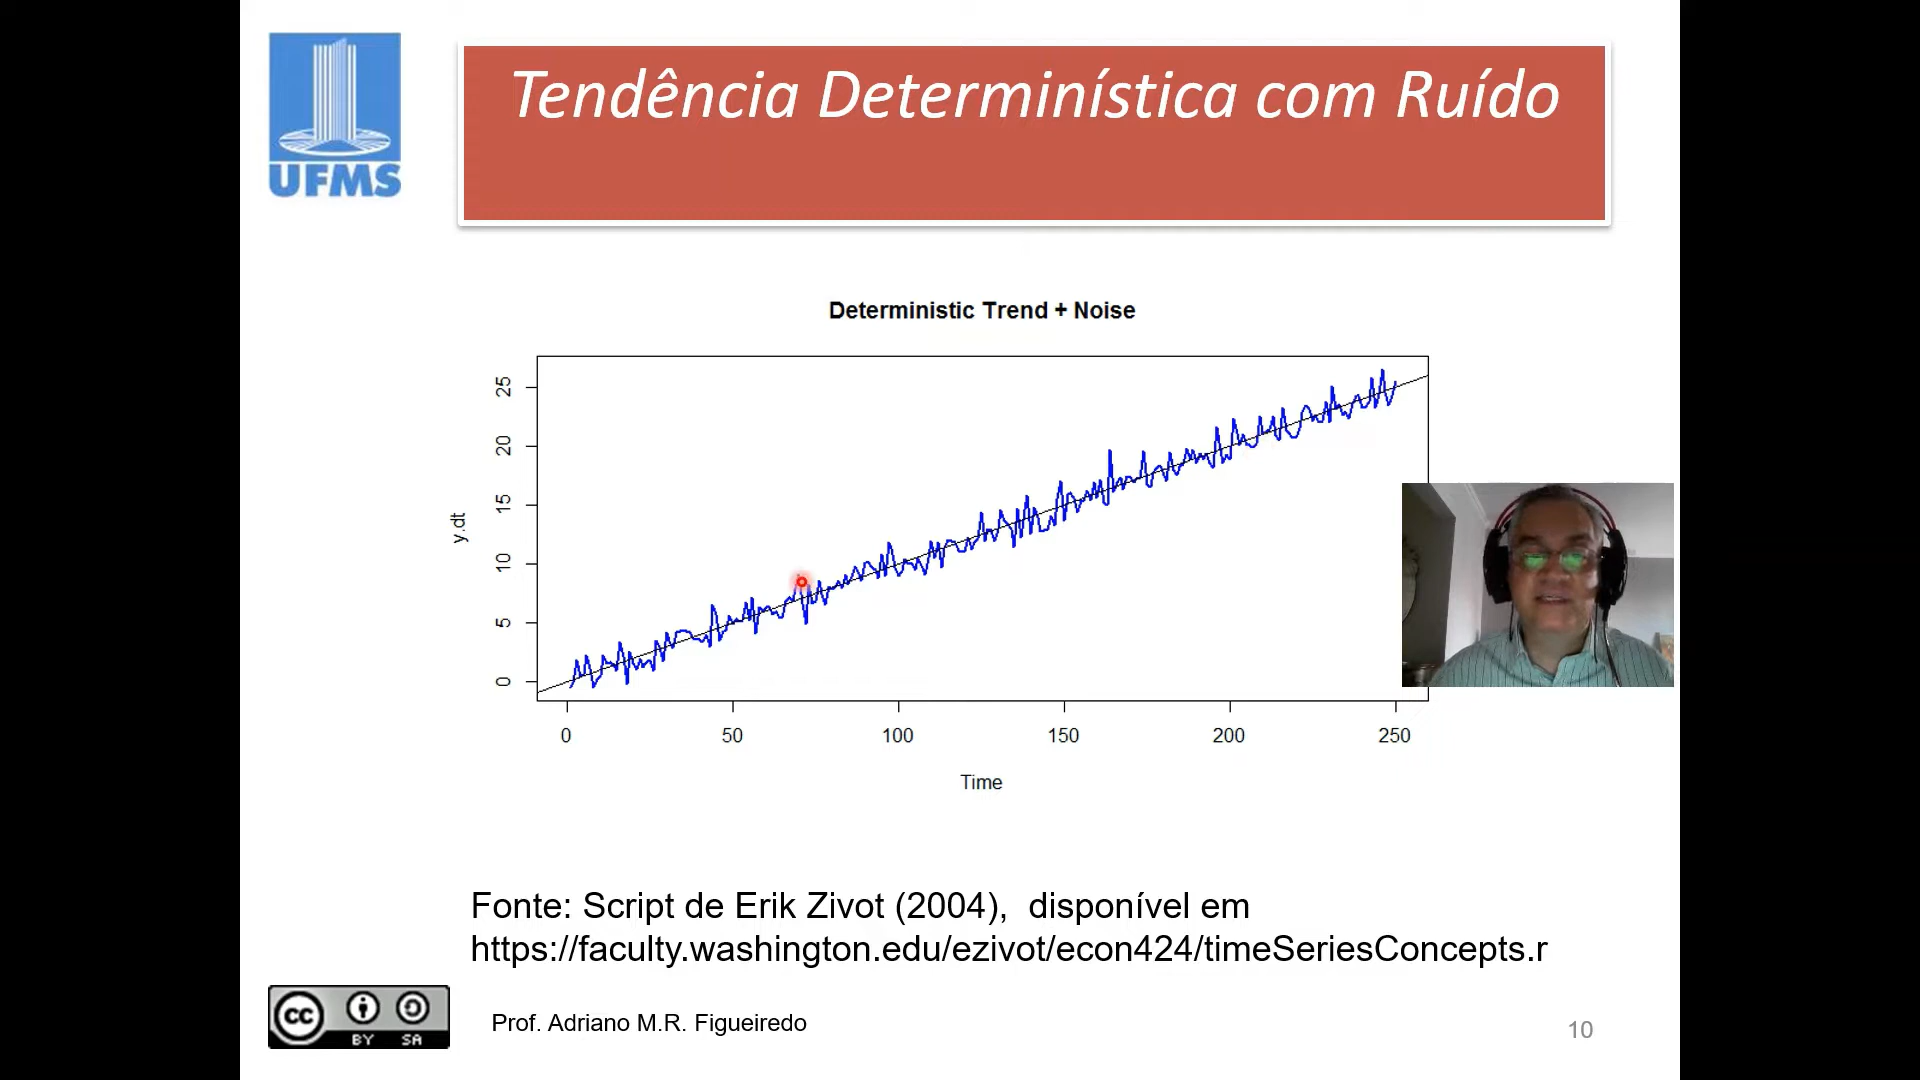 UFMS
Tendência Determinística com Ruído
Deterministic Trend + Noise
y.dt
25
20
15
10
5
0
0 50 100 150 200 250
Time
Fonte: Script de Erik Zivot (2004), disponível em
https://faculty.washington.edu/ezivot/econ424/timeSeriesConcepts.r
cc BY SA
Prof. Adriano M.R. Figueiredo
10